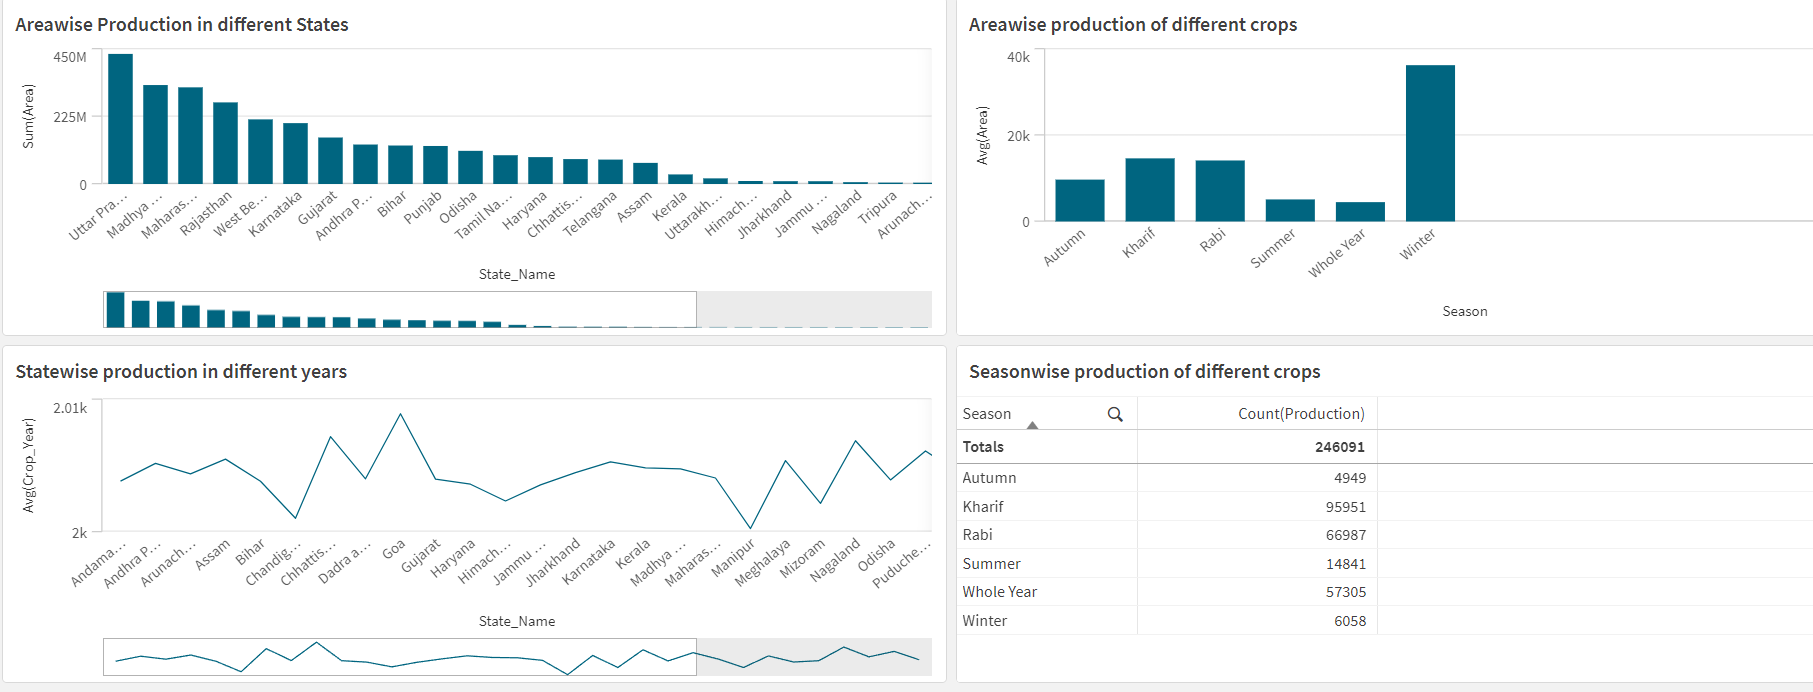 Areawise Production in different States
450M
225M
0
Sum(Area)
Uttar Pra...
Madhya ...
Maharas...
Rajasthan
West Be...
Karnataka
Gujarat
Andhra P...
Bihar
Punjab
Odisha
Tamil Na...
Haryana
Chhattis...
Telangana
Assam
Kerala
Uttarakh...
Himach...
Jharkhand
Jammu ...
Nagaland
Tripura
Arunach...
State_Name
Areawise production of different crops
40k
20k
0
Avg(Area)
Autumn
Kharif
Rabi
Summer
Whole Year
Winter
Season
Statewise production in different years
2.01k
2k
Avg(Crop_Year)
Andama...
Andhra P...
Arunach...
Assam
Bihar
Chandig...
Chhattis...
Dadra a...
Goa
Gujarat
Haryana
Himach...
Jammu ...
Jharkhand
Karnataka
Kerala
Madhya ...
Maharas...
Manipur
Meghalaya
Mizoram
Nagaland
Odisha
Puduche...
State_Name
Seasonwise production of different crops
Season Count(Production)
Totals 246091
Autumn 4949
Kharif 95951
Rabi 66987
Summer 14841
Whole Year 57305
Winter 6058